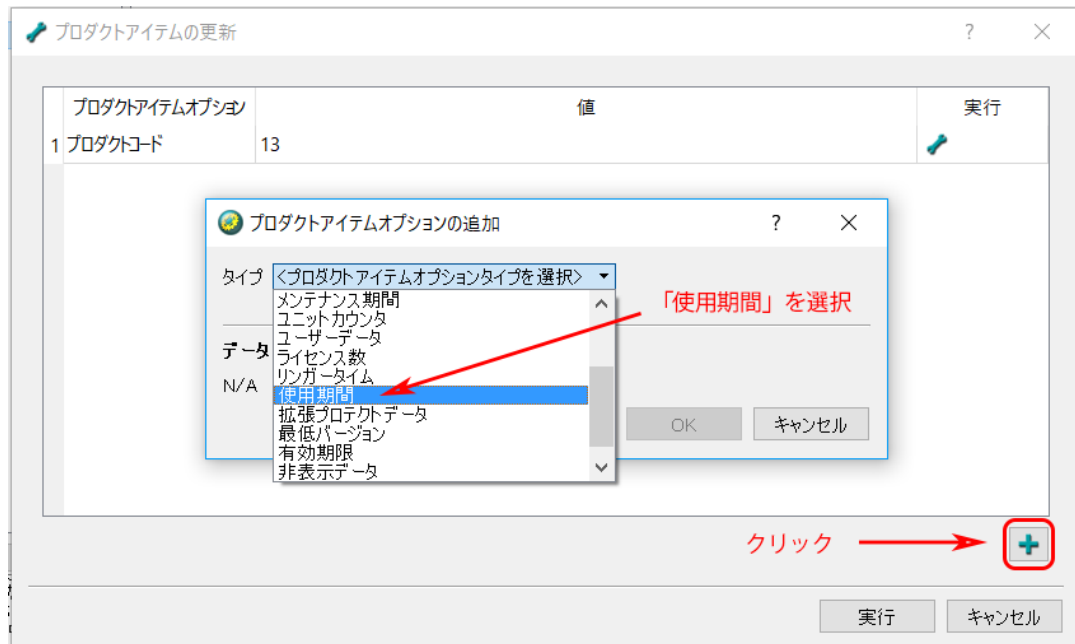 プロダクトアイテムの更新
プロダクトアイテムオプション 値 実行
1 プロダクトコード 13
プロダクトアイテムオプションの追加
タイプ <プロダクトアイテムオプションタイプを選択>
メンテナンス期間
ユニットカウンタ
ユーザーデータ
ライセンス数
リンガータイム
使用期間
拡張プロテクトデータ
最低バージョン
有効期限
非表示データ
データ
N/A
「使用期間」を選択
OK キャンセル
クリック
実行 キャンセル